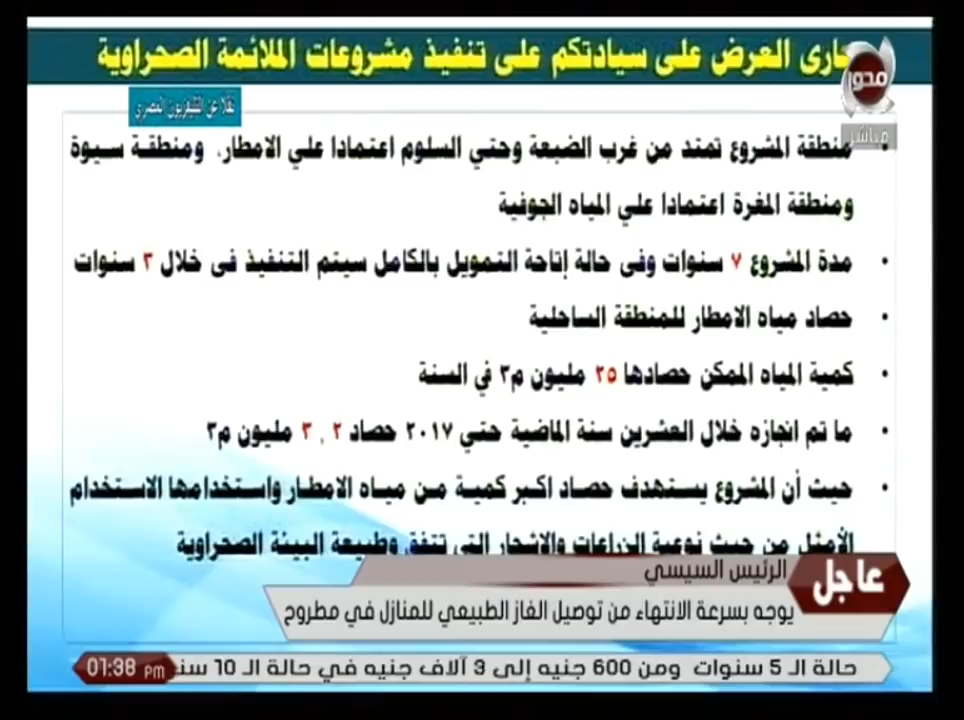 جارى العرض على سيادتكم على تنفيذ مشروعات الملائمة الصحراوية
محور
نقلا عن التليفزيون المصري
مباشر
• منطقة المشروع تمتد من غرب الضبعة وحتي السلوم اعتمادا علي الامطار. ومنطقة سيوة
ومنطقة المغرة اعتمادا علي المياه الجوفية
• مدة المشروع ٧ سنوات وفى حالة إتاحة التمويل بالكامل سيتم التنفيذ فى خلال ٣ سنوات
• حصاد مياه الامطار للمنطقة الساحلية
• كمية المياه الممكن حصادها ٢٥ مليون م٣ في السنة
• ما تم انجازه خلال العشرين سنة الماضية حتي ٢٠١٧ حصاد ٢ , ٣ مليون م٣
• حيث أن المشروع يستهدف حصاد اكبر كمية من مياه الامطار واستخدامها الاستخدام
الأمثل من حيث نوعية الزراعات والاشجار التي تتفق وطبيعة البيئة الصحراوية
عاجل
الرئيس السيسي
يوجه بسرعة الانتهاء من توصيل الغاز الطبيعي للمنازل في مطروح
حالة الـ 5 سنوات ومن 600 جنيه إلى 3 آلاف جنيه في حالة الـ 10 سن
01:38 pm